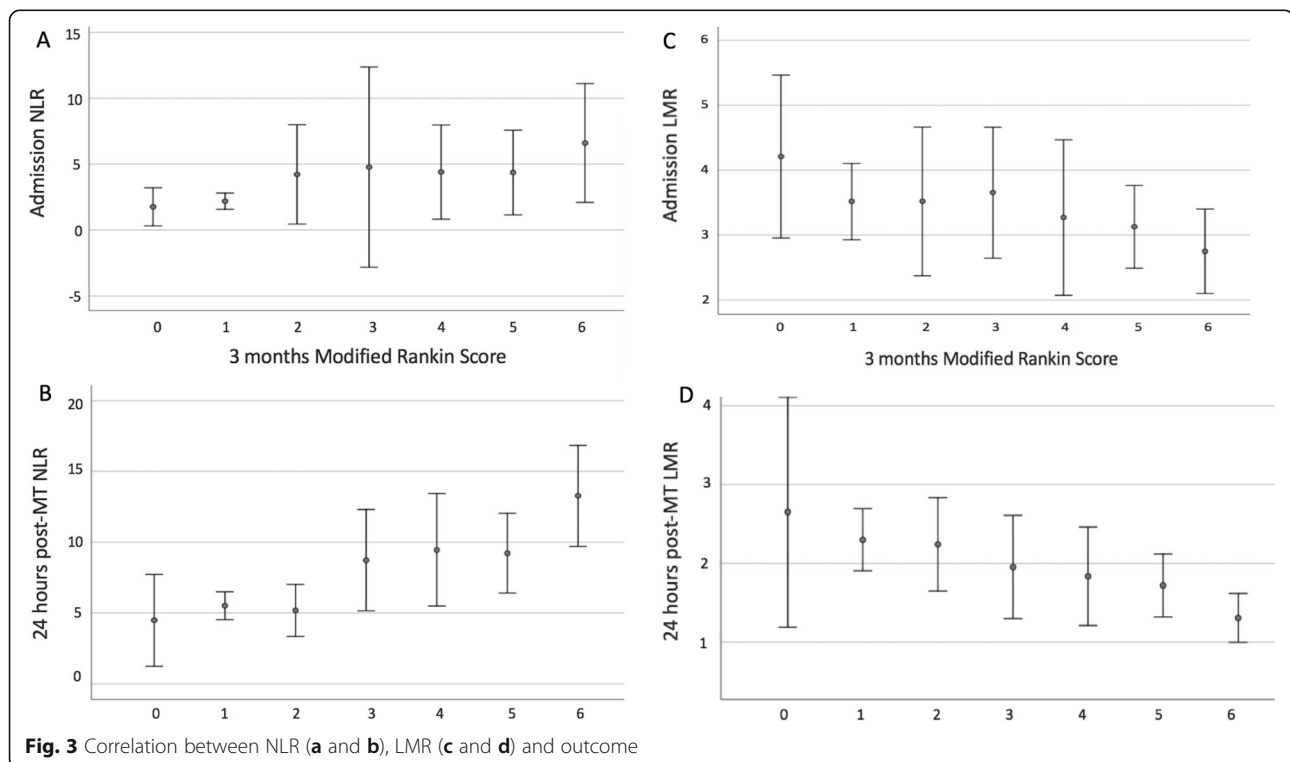 A
15
10
5
0
-5
Admission NLR
0 1 2 3 4 5 6
3 months Modified Rankin Score
C
6
5
4
3
2
Admission LMR
0 1 2 3 4 5 6
3 months Modified Rankin Score
B
20
15
10
5
0
24 hours post-MT NLR
0 1 2 3 4 5 6
D
4
3
2
1
24 hours post-MT LMR
0 1 2 3 4 5 6
Fig. 3 Correlation between NLR (a and b), LMR (c and d) and outcome